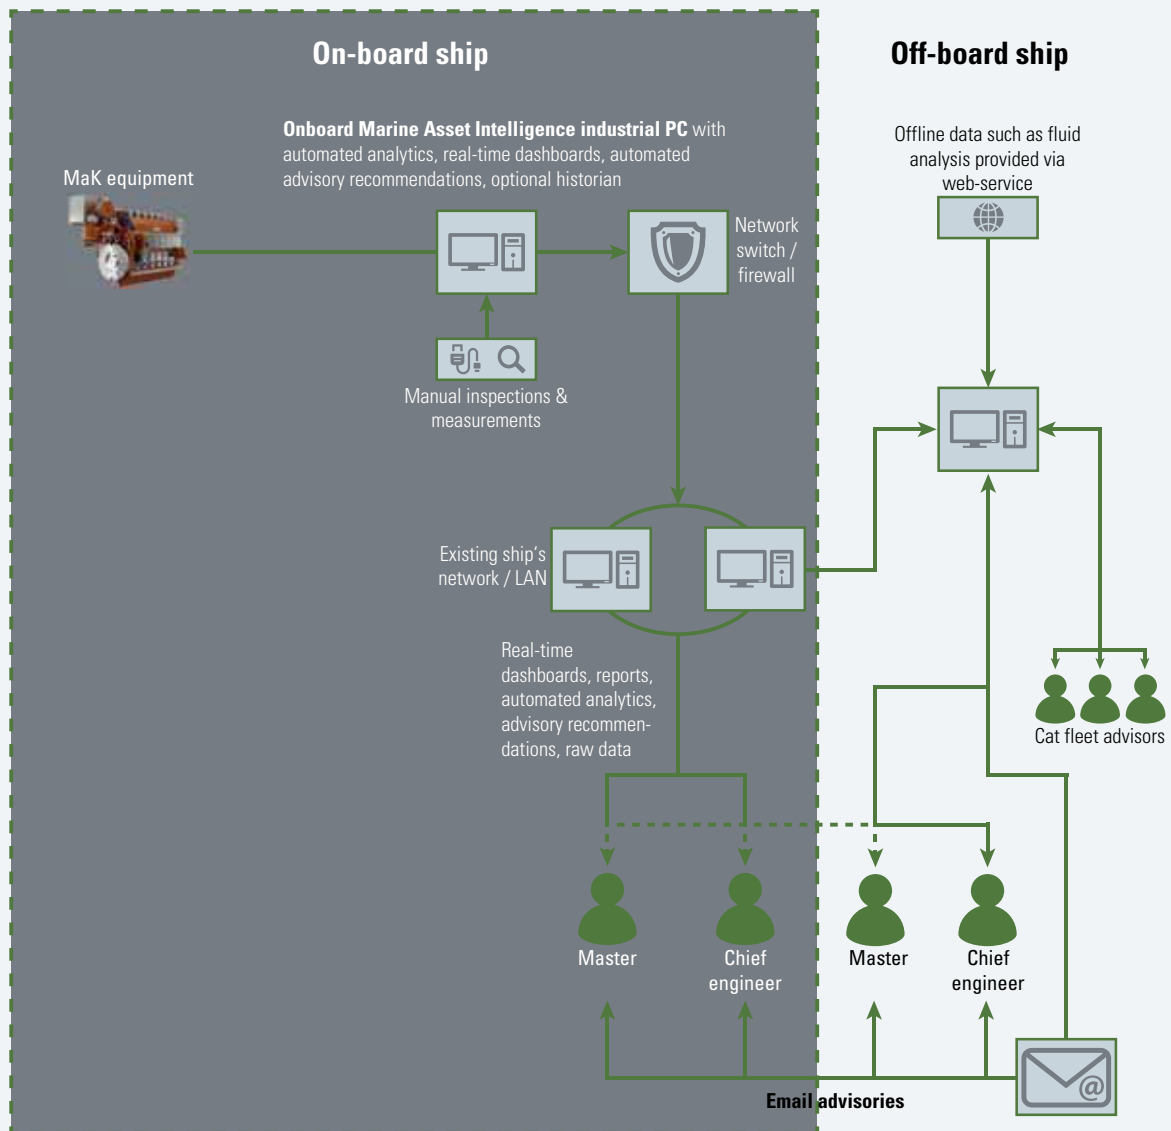 On-board ship
Off-board ship
Onboard Marine Asset Intelligence industrial PC with
automated analytics, real-time dashboards, automated
advisory recommendations, optional historian
MaK equipment
Offline data such as fluid
analysis provided via
web-service
Network
switch /
firewall
Manual inspections &
measurements
Existing ship‘s
network / LAN
Real-time
dashboards, reports,
automated analytics,
advisory recommen-
dations, raw data
Cat fleet advisors
Master
Chief
engineer
Master
Chief
engineer
@
Email advisories